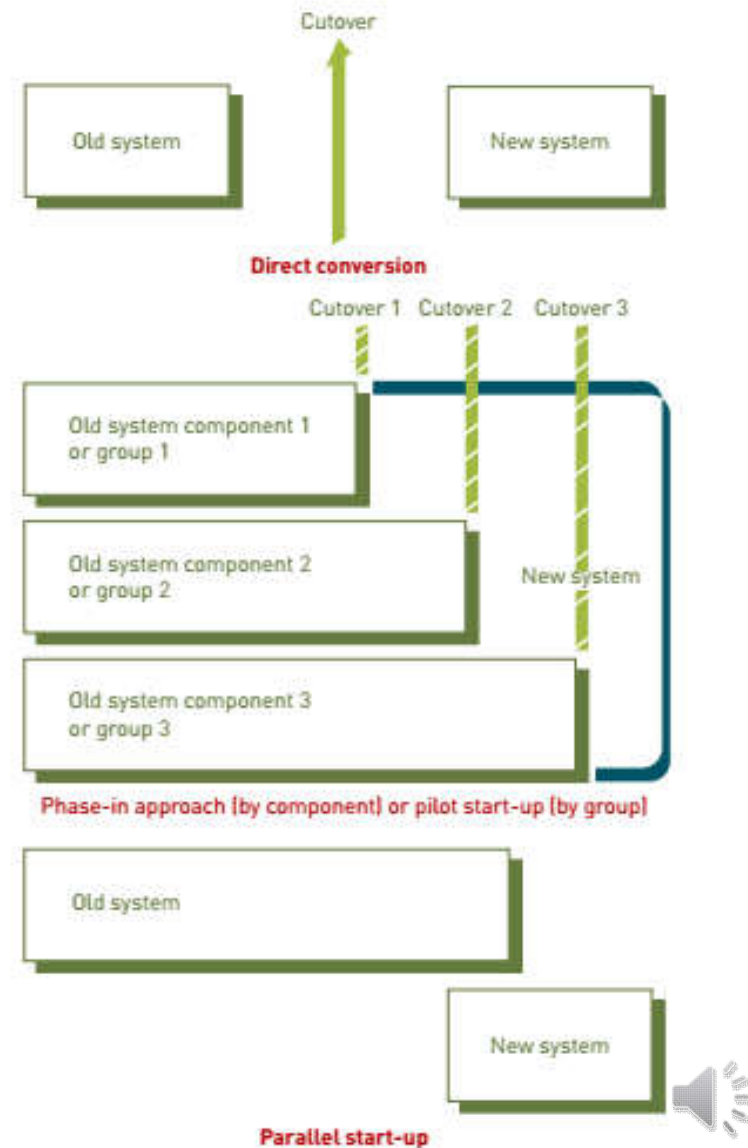 Cutover
Old system
New system
Direct conversion
Cutover 1 Cutover 2 Cutover 3
Old system component 1
or group 1
Old system component 2
or group 2
New system
Old system component 3
or group 3
Phase-in approach (by component) or pilot start-up (by group)
Old system
New system
Parallel start-up